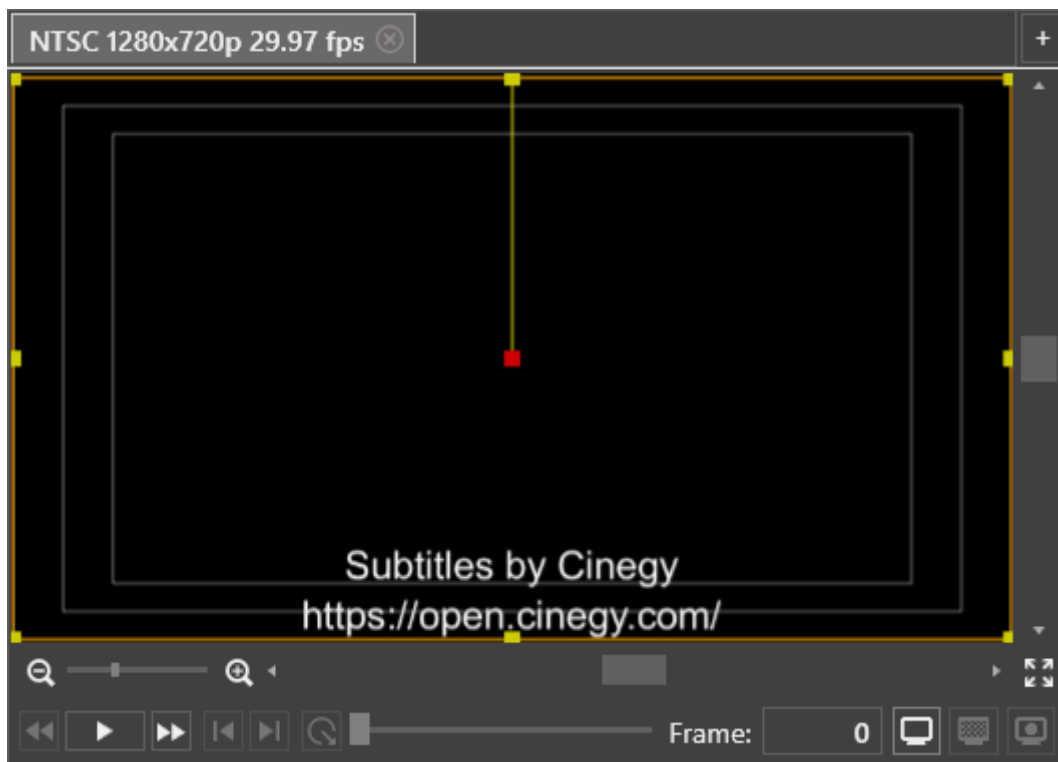 NTSC 1280x720p 29.97 fps
Subtitles by Cinegy
https://open.cinegy.com/
Frame: 0